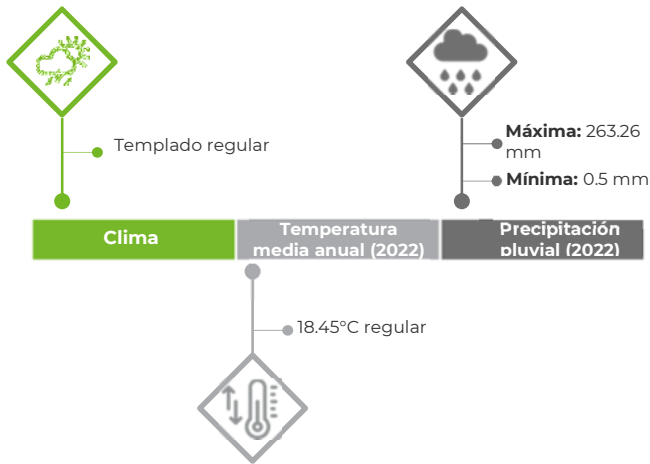 Templado regular
Máxima: 263.26
mm
Mínima: 0.5 mm
Clima
Temperatura
media anual (2022)
Precipitación
pluvial (2022)
18.45°C regular